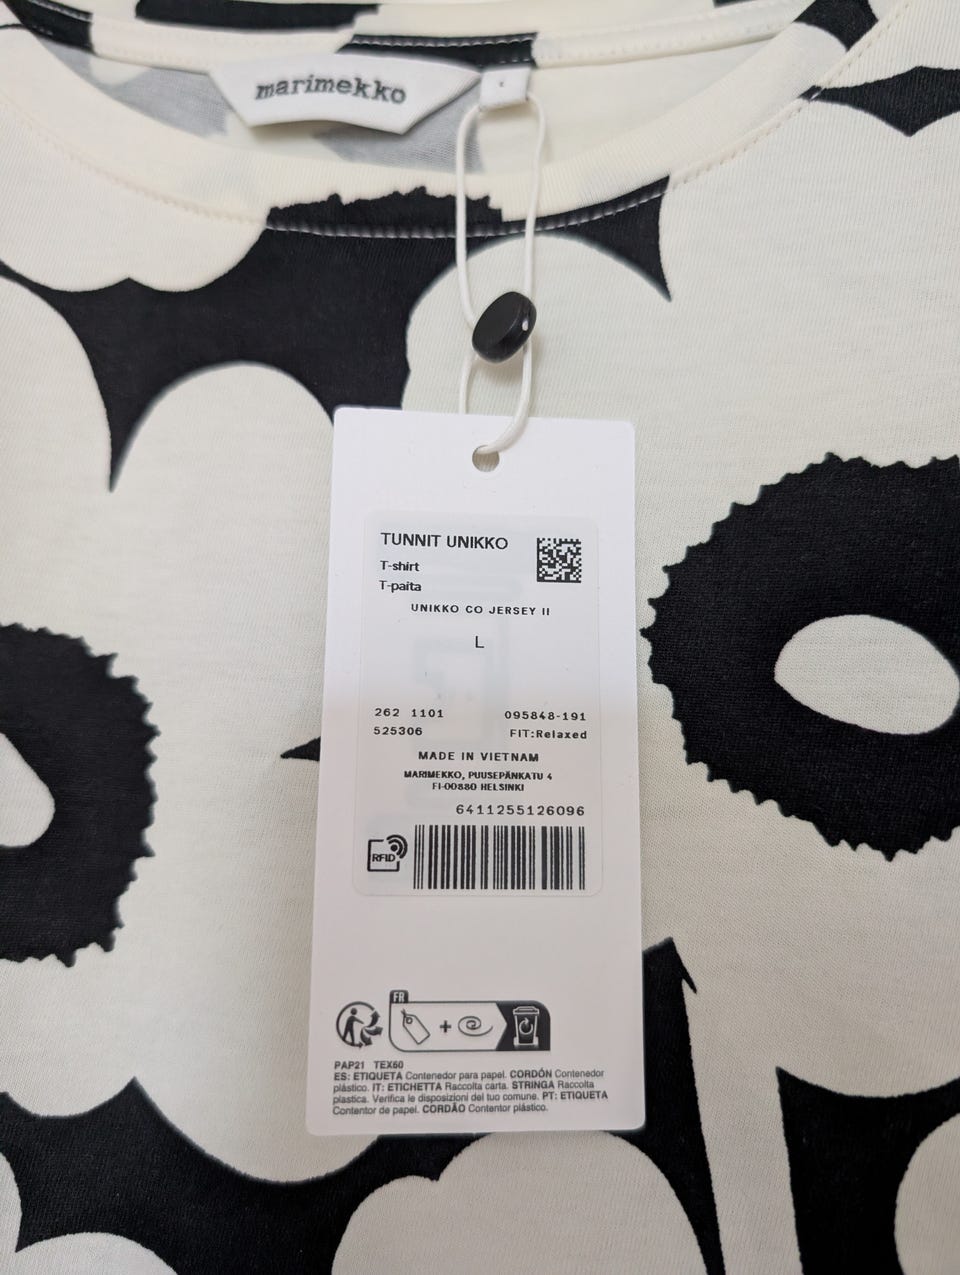 marimekko
TUNNIT UNIKKO
T-shirt
T-paita
UNIKKO CO JERSEY II
L
262 1101 095848-191
525306 FIT:Relaxed
MADE IN VIETNAM
MARIMEKKO, PUUSEPÄNKATU 4
FI-00880 HELSINKI
6411255126096
RFID
FR
PAP21 TEX60
ES: ETIQUETA Contenedor para papel. CORDÓN Contenedor
plástico. IT: ETICHETTA Raccolta carta. STRINGA Raccolta
plastica. Verifica le disposizioni del tuo comune. PT: ETIQUETA
Contentor de papel. CORDÃO Contentor plástico.